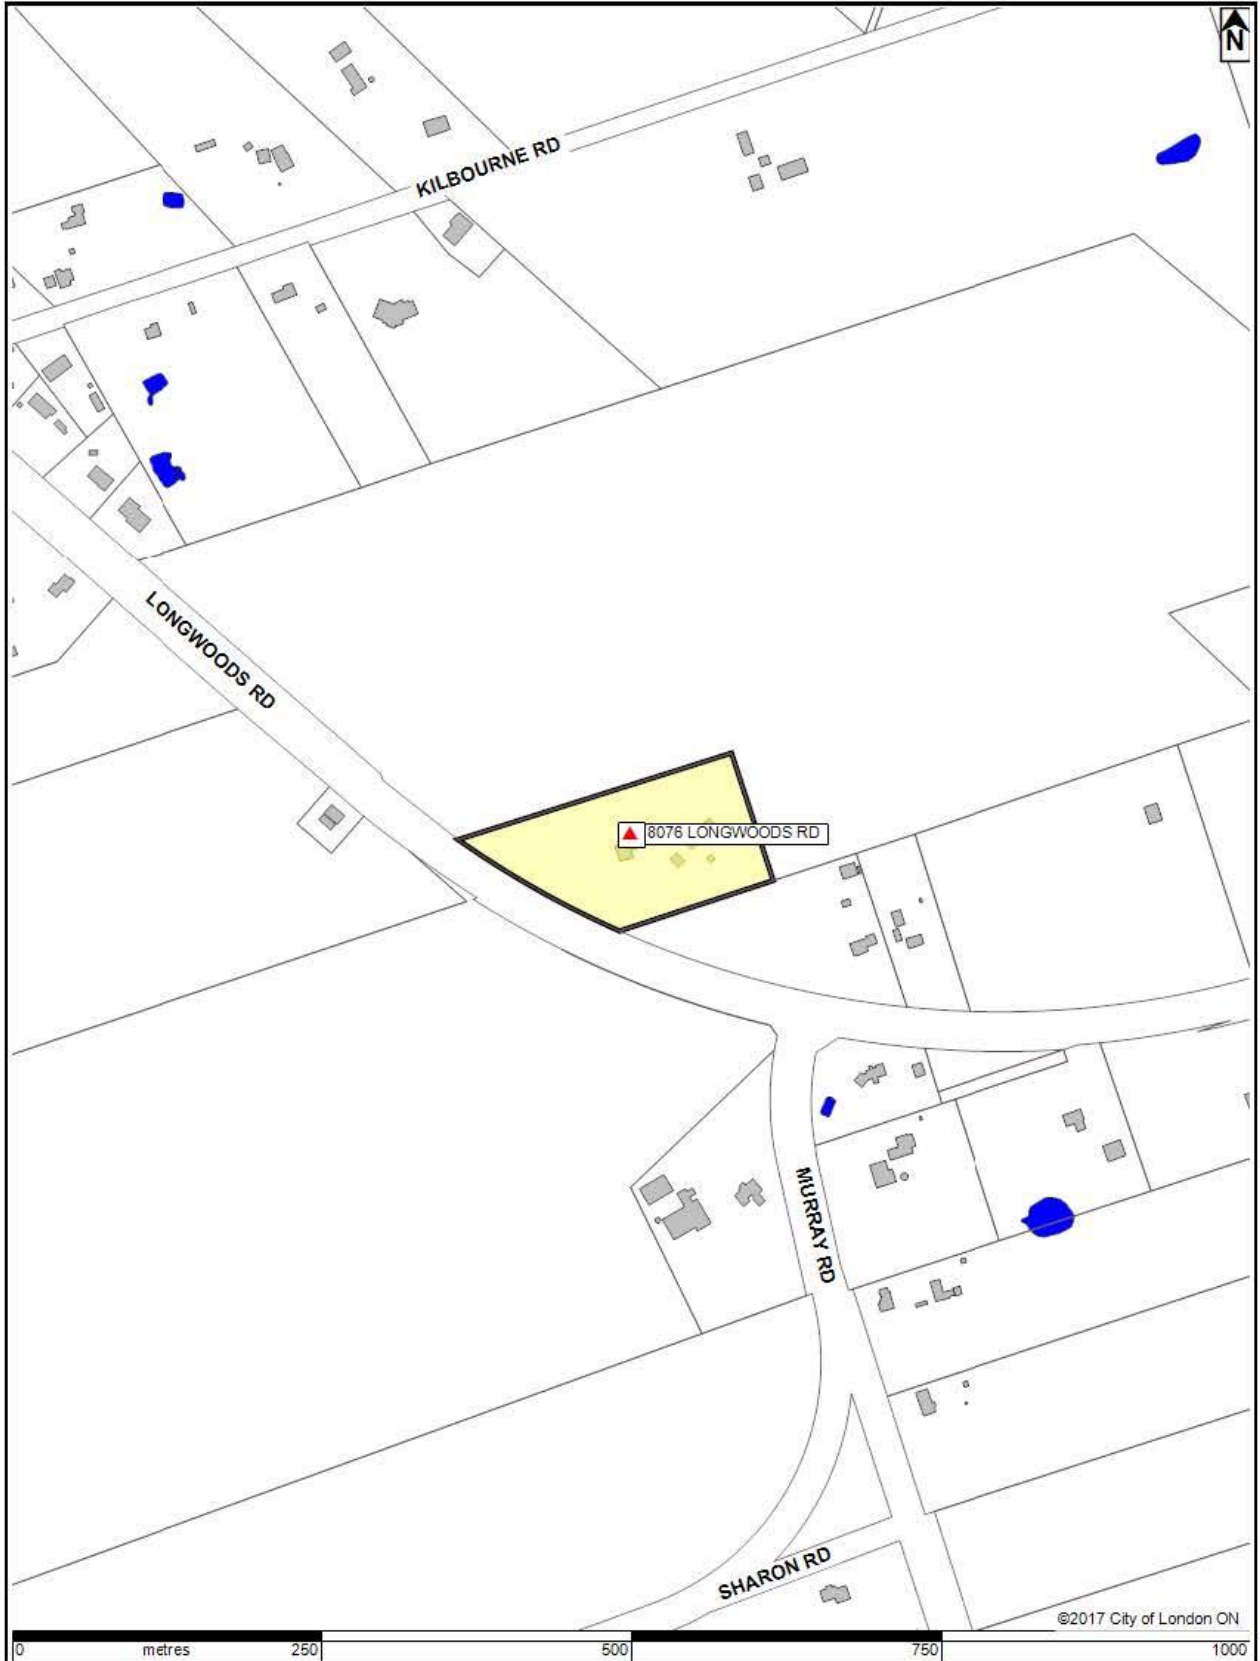 N
KILBOURNE RD
LONGWOODS RD
8076 LONGWOODS RD
MURRAY RD
SHARON RD
©2017 City of London ON
0 metres 250 500 750 1000